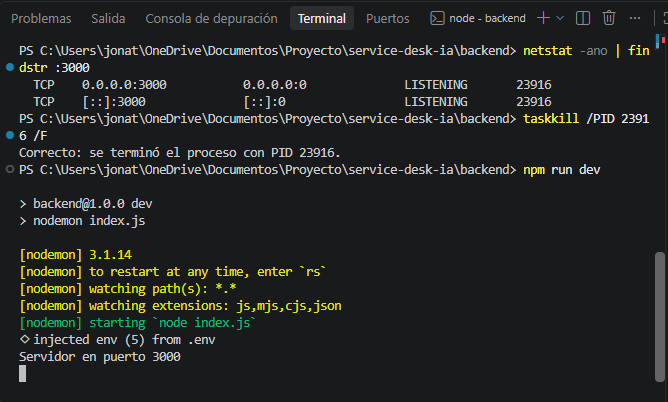 Problemas Salida Consola de depuración Terminal Puertos node - backend
PS C:\Users\jonat\OneDrive\Documentos\Proyecto\service-desk-ia\backend> netstat -ano | fin
dstr :3000
TCP 0.0.0.0:3000 0.0.0.0:0 LISTENING 23916
TCP [::]:3000 [::]:0 LISTENING 23916
PS C:\Users\jonat\OneDrive\Documentos\Proyecto\service-desk-ia\backend> taskkill /PID 2391
6 /F
Correcto: se terminó el proceso con PID 23916.
PS C:\Users\jonat\OneDrive\Documentos\Proyecto\service-desk-ia\backend> npm run dev
> backend@1.0.0 dev
> nodemon index.js
[nodemon] 3.1.14
[nodemon] to restart at any time, enter `rs`
[nodemon] watching path(s): *.*
[nodemon] watching extensions: js,mjs,cjs,json
[nodemon] starting `node index.js`
◇ injected env (5) from .env
Servidor en puerto 3000